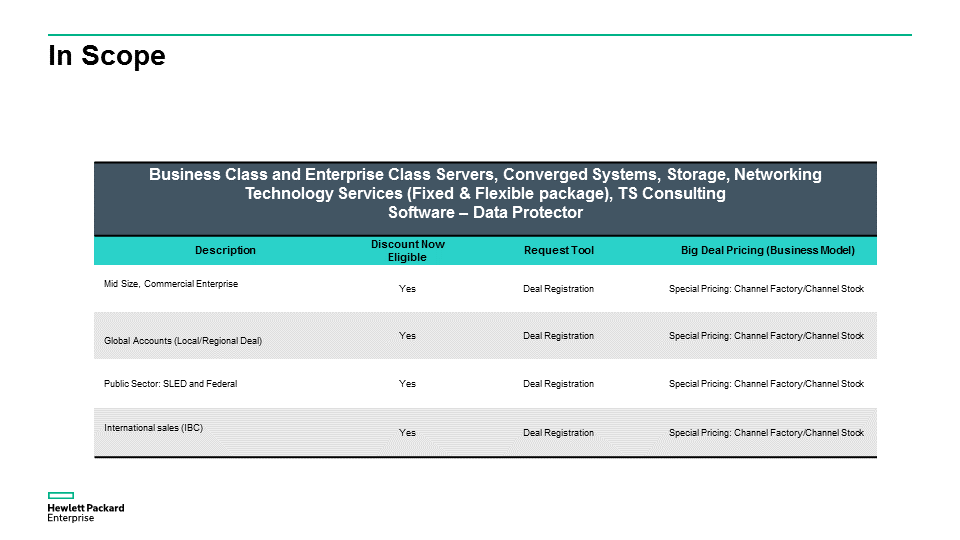 In Scope
Business Class and Enterprise Class Servers, Converged Systems, Storage, Networking
Technology Services (Fixed & Flexible package), TS Consulting
Software – Data Protector
Description
Discount Now
Eligible
Request Tool
Big Deal Pricing (Business Model)
Mid Size, Commercial Enterprise
Yes
Deal Registration
Special Pricing: Channel Factory/Channel Stock
Global Accounts (Local/Regional Deal)
Yes
Deal Registration
Special Pricing: Channel Factory/Channel Stock
Public Sector: SLED and Federal
Yes
Deal Registration
Special Pricing: Channel Factory/Channel Stock
International sales (IBC)
Yes
Deal Registration
Special Pricing: Channel Factory/Channel Stock
Hewlett Packard
Enterprise